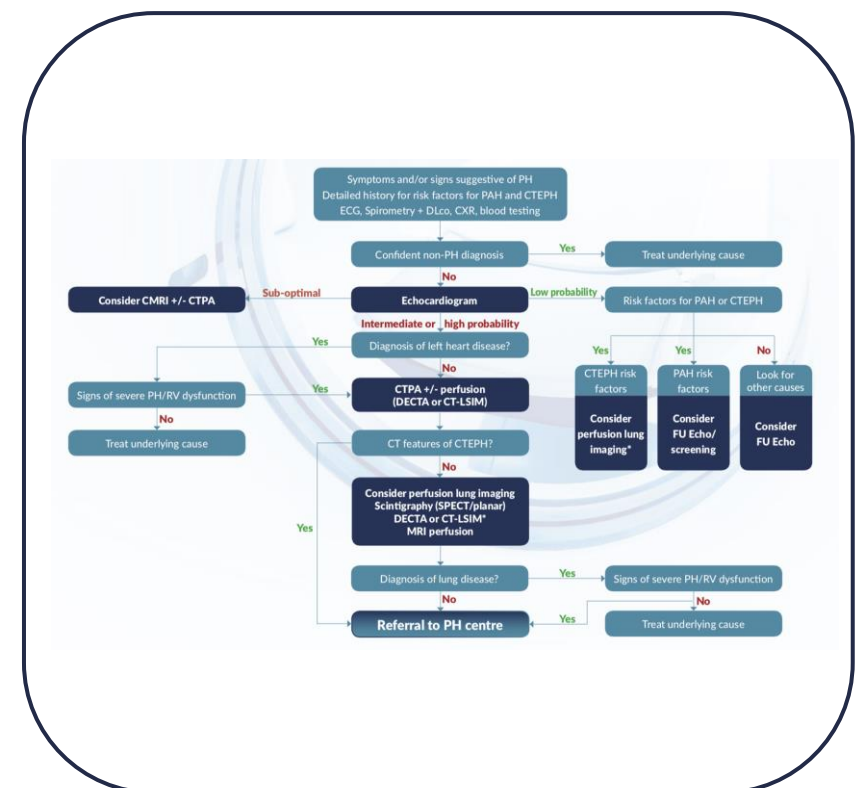 Symptoms and/or signs suggestive of PH
Detailed history for risk factors for PAH and CTEPH
ECG, Spirometry + DLco, CXR, blood testing
Confident non-PH diagnosis
Yes
Treat underlying cause
No
Consider CMRI +/- CTPA
Sub-optimal
Echocardiogram
Low probability
Risk factors for PAH or CTEPH
Intermediate or high probability
Yes
Diagnosis of left heart disease?
Yes
Yes
No
No
CTEPH risk
factors
Consider
perfusion lung
imaging*
PAH risk
factors
Consider
FU Echo/
screening
Look for
other causes
Consider
FU Echo
Signs of severe PH/RV dysfunction
Yes
CTPA +/- perfusion
(DECTA or CT-LSIM)
No
Treat underlying cause
CT features of CTEPH?
No
Yes
Consider perfusion lung imaging
Scintigraphy (SPECT/planar)
DECTA or CT-LSIM*
MRI perfusion
Diagnosis of lung disease?
Yes
Signs of severe PH/RV dysfunction
No
No
Referral to PH centre
Yes
Treat underlying cause